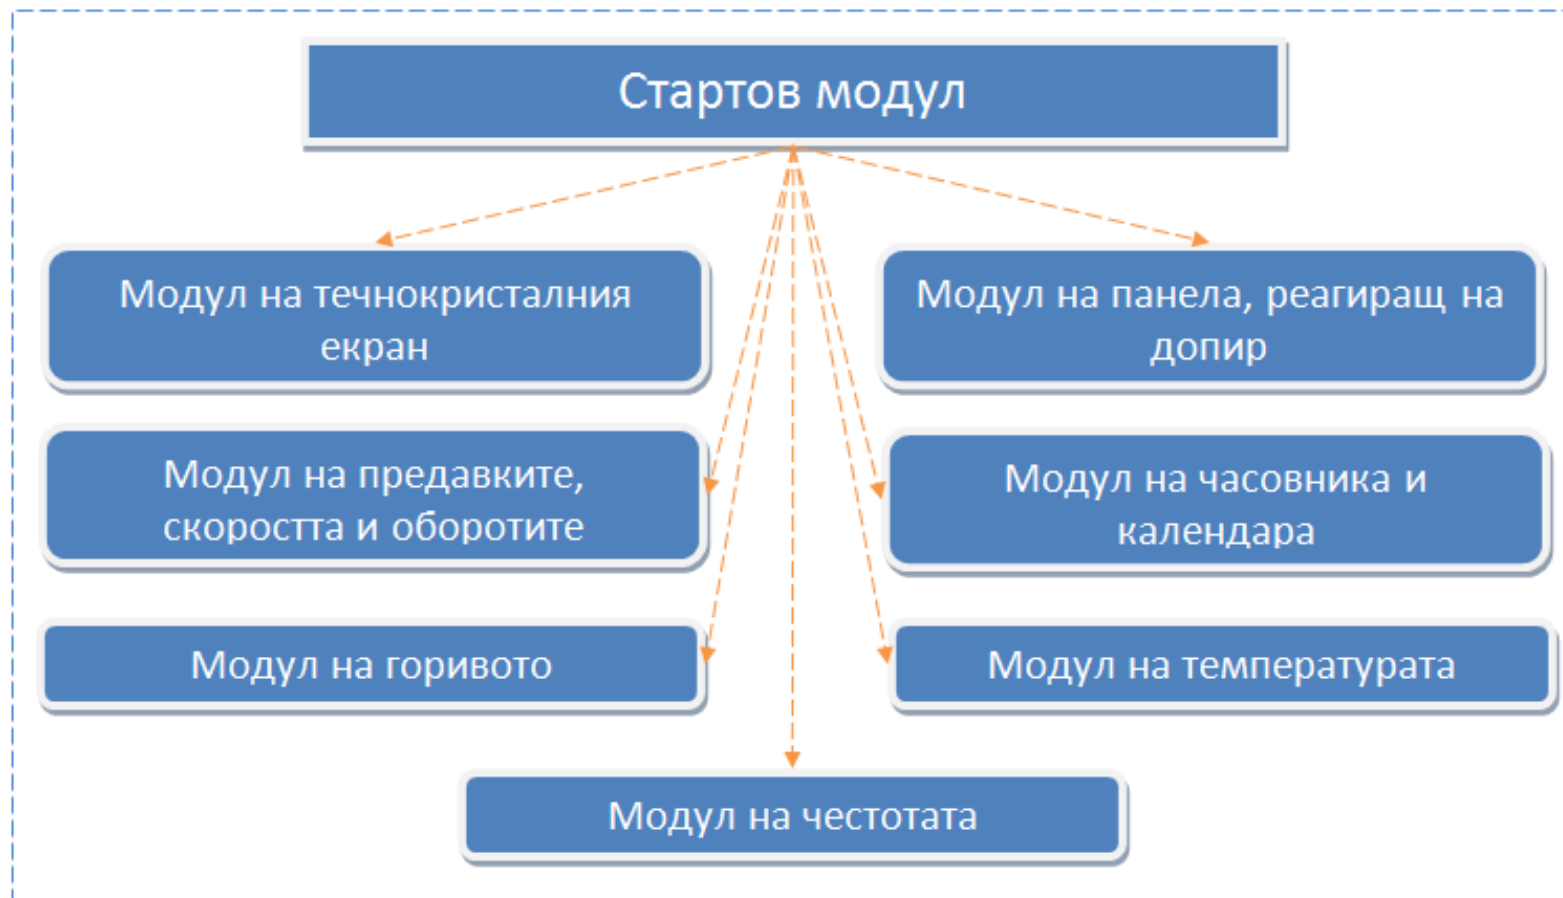 Стартов модул
Модул на течнокристалния
екран
Модул на панела, реагиращ на
допир
Модул на предавките,
скоростта и оборотите
Модул на часовника и
календара
Модул на горивото
Модул на температурата
Модул на честотата